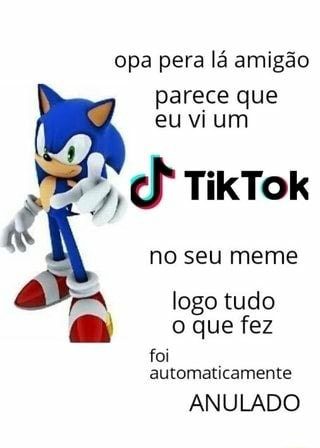 opa pera lá amigão
parece que
eu vi um
TikTok
no seu meme
logo tudo
o que fez
foi
automaticamente
ANULADO